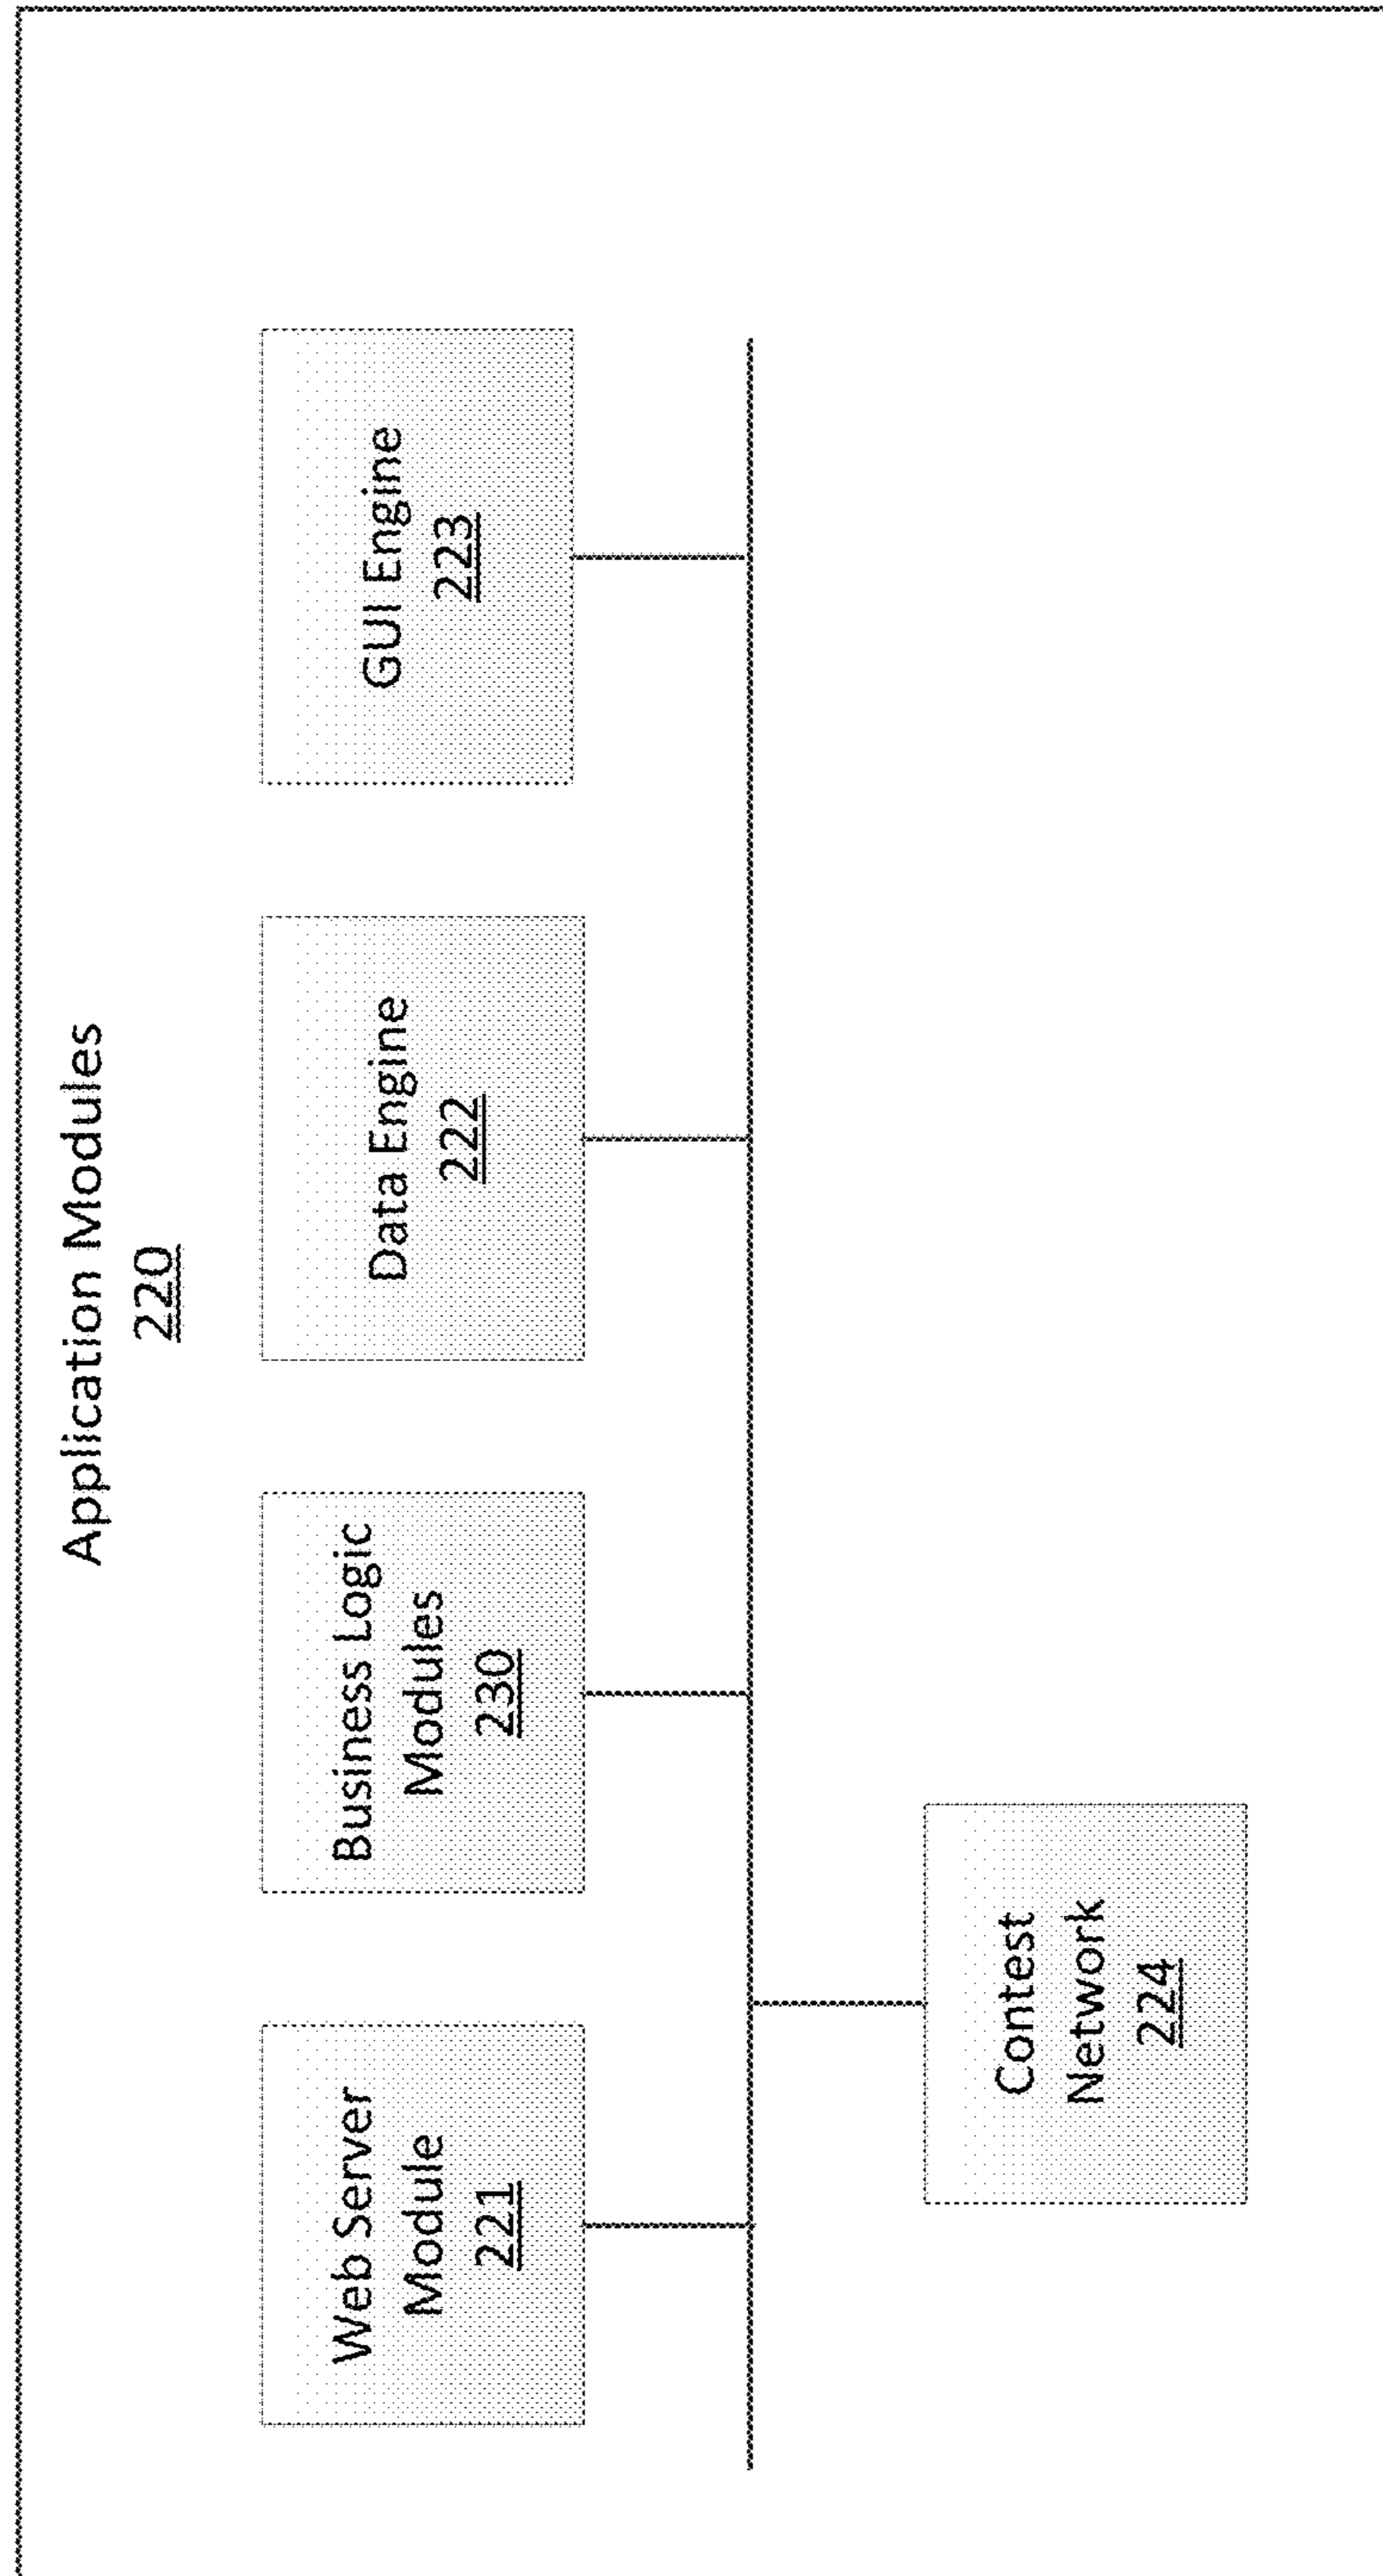 Application Modules
220
Web Server
Module
221
Business Logic
Modules
230
Data Engine
222
GUI Engine
223
Contest
Network
224